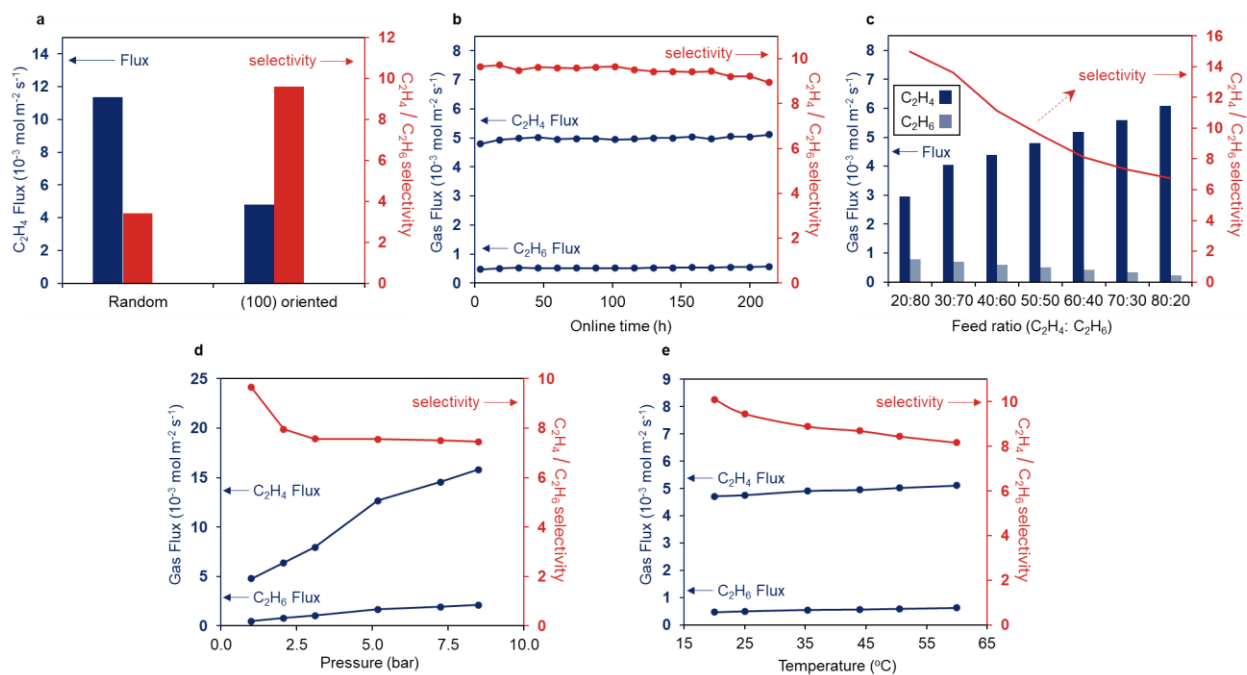 a
C₂H₄ Flux (10⁻³ mol m⁻² s⁻¹)
14
12
10
8
6
4
2
0
Flux
selectivity
12
10
8
6
4
2
0
C₂H₄ / C₂H₆ selectivity
Random
(100) oriented
b
Gas Flux (10⁻³ mol m⁻² s⁻¹)
8
7
6
5
4
3
2
1
0
selectivity
C₂H₄ Flux
C₂H₆ Flux
10
8
6
4
2
0
C₂H₄ / C₂H₆ selectivity
0
50
100
150
200
Online time (h)
c
Gas Flux (10⁻³ mol m⁻² s⁻¹)
8
7
6
5
4
3
2
1
0
selectivity
C₂H₄
C₂H₆
Flux
16
14
12
10
8
6
4
2
0
C₂H₄ / C₂H₆ selectivity
20:80
30:70
40:60
50:50
60:40
70:30
80:20
Feed ratio (C₂H₄: C₂H₆)
d
Gas Flux (10⁻³ mol m⁻² s⁻¹)
25
20
15
10
5
0
selectivity
C₂H₄ Flux
C₂H₆ Flux
10
8
6
4
2
0
C₂H₄ / C₂H₆ selectivity
0.0
2.5
5.0
7.5
10.0
Pressure (bar)
e
Gas Flux (10⁻³ mol m⁻² s⁻¹)
9
8
7
6
5
4
3
2
1
0
selectivity
C₂H₄ Flux
C₂H₆ Flux
10
8
6
4
2
0
C₂H₄ / C₂H₆ selectivity
15
25
35
45
55
65
Temperature (ºC)